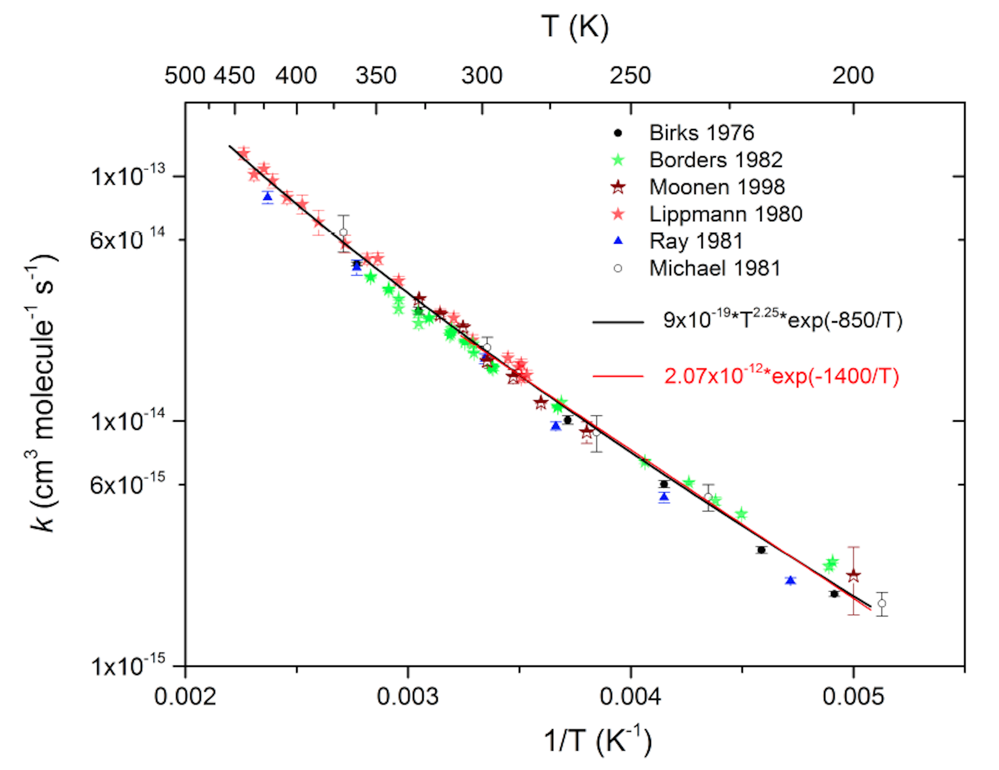 T (K)
500 450 400 350 300 250 200
1x10⁻¹³
6x10 ¹⁴
1x10⁻¹⁴
6x10⁻¹⁵
1x10⁻¹⁵
k (cm³ molecule⁻¹ s⁻¹)
Birks 1976
Borders 1982
Moonen 1998
Lippmann 1980
Ray 1981
Michael 1981
9x10⁻¹⁹*T²·²⁵*exp(-850/T)
2.07x10⁻¹²*exp(-1400/T)
0.002 0.003 0.004 0.005
1/T (K⁻¹)